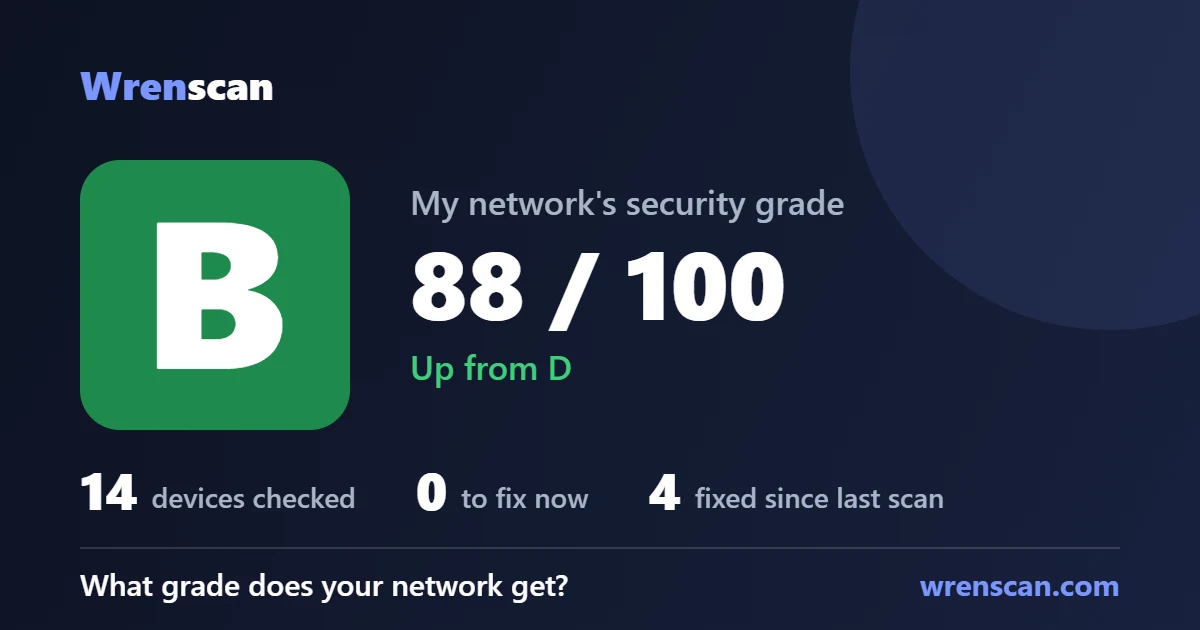 Wrenscan
B
My network's security grade
88 / 100
Up from D
14 devices checked
0 to fix now
4 fixed since last scan
What grade does your network get?
wrenscan.com